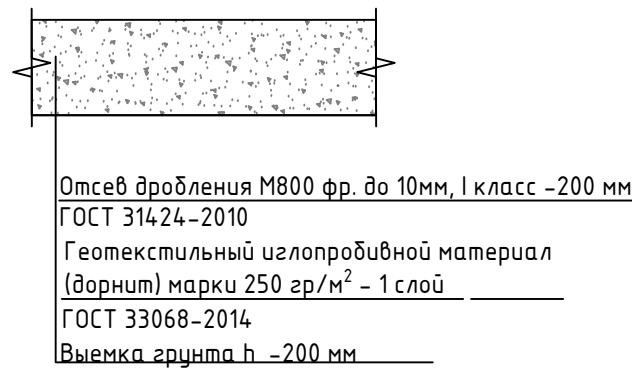 Отсев дробления М800 фр. до 10мм, I класс -200 мм
ГОСТ 31424-2010
Геотекстильный иглопробивной материал
(дорнит) марки 250 гр/м² - 1 слой
ГОСТ 33068-2014
Выемка грунта h -200 мм